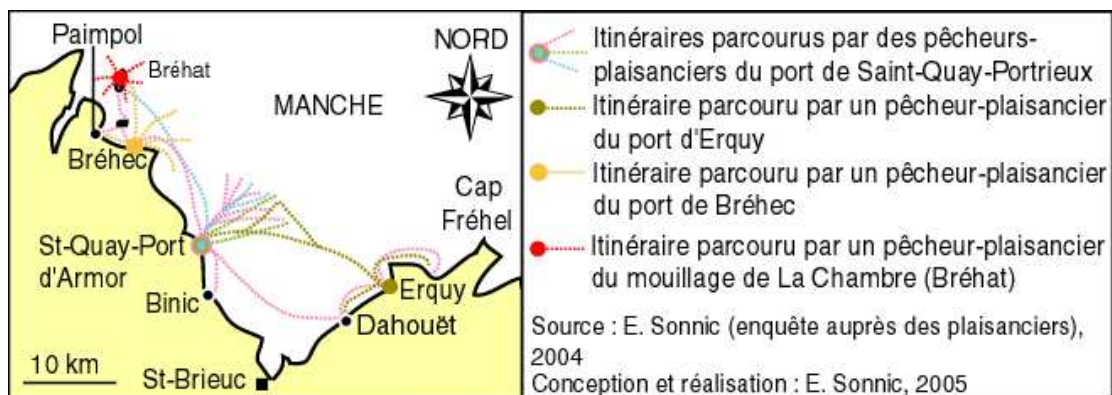 Paimpol
Bréhat
NORD
MANCHE
Bréhec
Cap
Fréhel
St-Quay-Port
d'Armor
Binic
Erquy
Dahouët
10 km
St-Brieuc
Itinéraires parcourus par des pêcheurs-
plaisanciers du port de Saint-Quay-Portrieux
Itinéraire parcouru par un pêcheur-plaisancier
du port d'Erquy
Itinéraire parcouru par un pêcheur-plaisancier
du port de Bréhec
Itinéraire parcouru par un pêcheur-plaisancier
du mouillage de La Chambre (Bréhat)
Source : E. Sonnic (enquête auprès des plaisanciers),
2004
Conception et réalisation : E. Sonnic, 2005